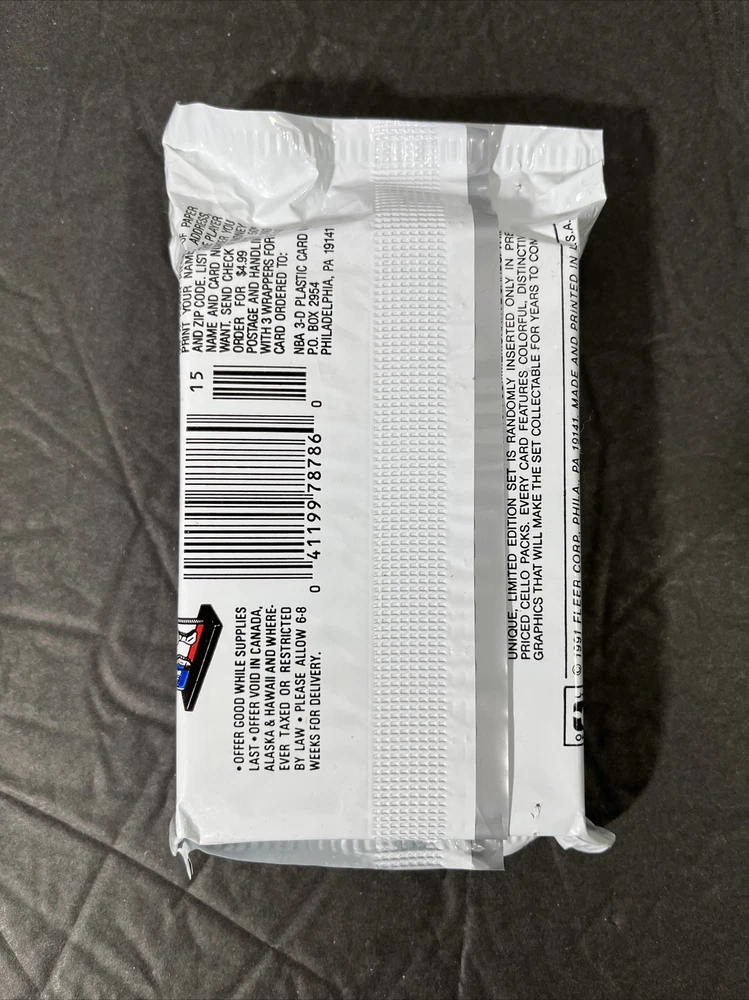 OF PAPER
PRINT YOUR NAME, ADDRESS,
AND ZIP CODE. LIST PLAYER
NAME AND CARD YOU
WANT. SEND CHECK
ORDER FOR $4.99
POSTAGE AND
WITH 3 WRAPPERS FOR
CARD ORDERED TO:
NBA 3-D PLASTIC CARD
P.O. BOX 2954
PHILADELPHIA, PA 19141
15
0 41199 78786 0
• OFFER GOOD WHILE SUPPLIES
LAST • OFFER VOID IN CANADA,
ALASKA & HAWAII AND WHERE-
EVER TAXED OR RESTRICTED
BY LAW • PLEASE ALLOW 6-8
WEEKS FOR DELIVERY.
UNIQUE, LIMITED EDITION SET IS RANDOMLY INSERTED ONLY IN
PRICED CELLO PACKS. EVERY CARD FEATURES COLORFUL,
GRAPHICS THAT WILL MAKE THE SET COLLECTABLE FOR YEARS TO
© 1991 FLEER CORP., PHILA., PA 19141. MADE AND PRINTED IN U.S.A.